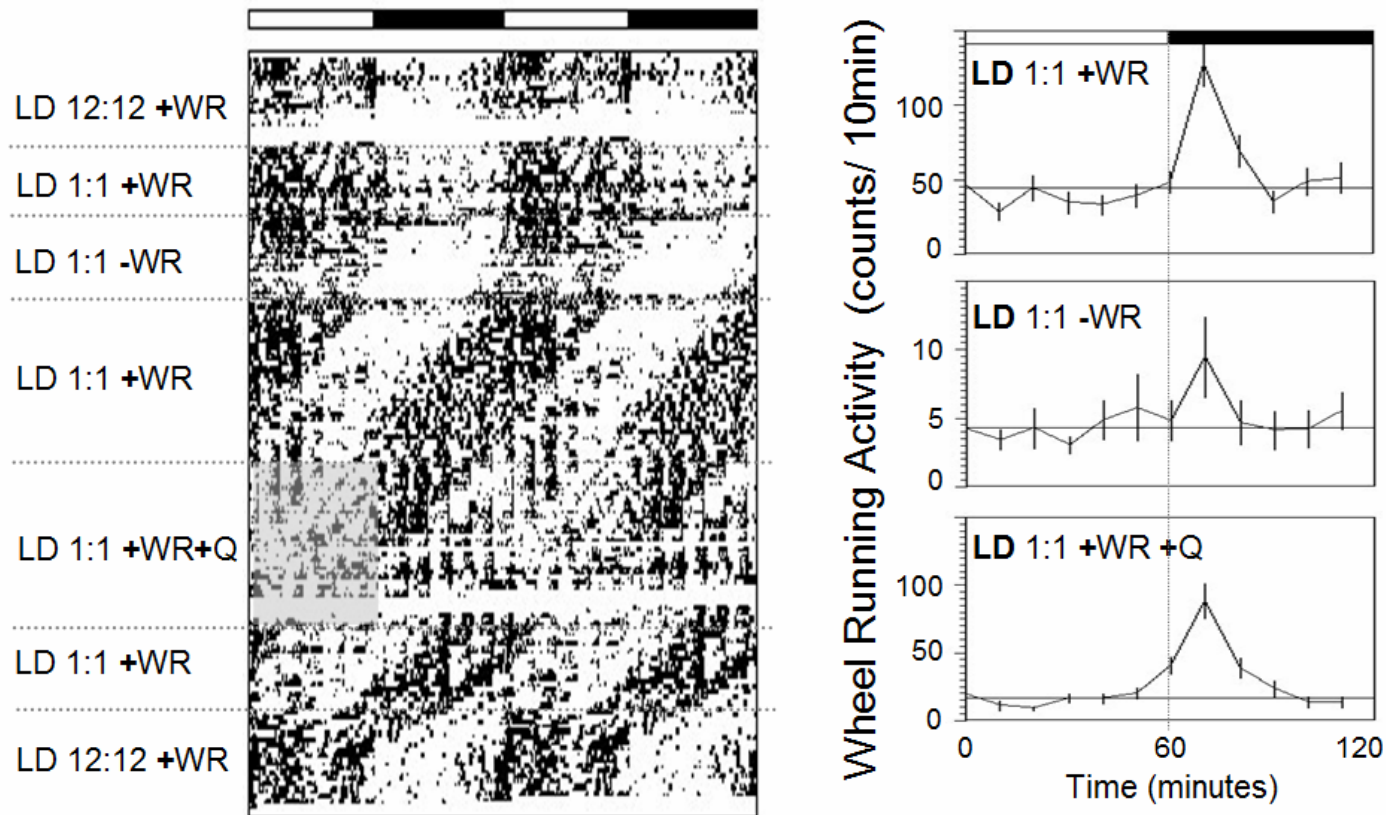 LD 12:12 +WR
LD 1:1 +WR
LD 1:1 -WR
LD 1:1 +WR
LD 1:1 +WR+Q
LD 1:1 +WR
LD 12:12 +WR
Wheel Running Activity (counts/ 10min)
LD 1:1 +WR
100
50
0
LD 1:1 -WR
10
5
0
LD 1:1 +WR +Q
100
50
0
0 60 120
Time (minutes)